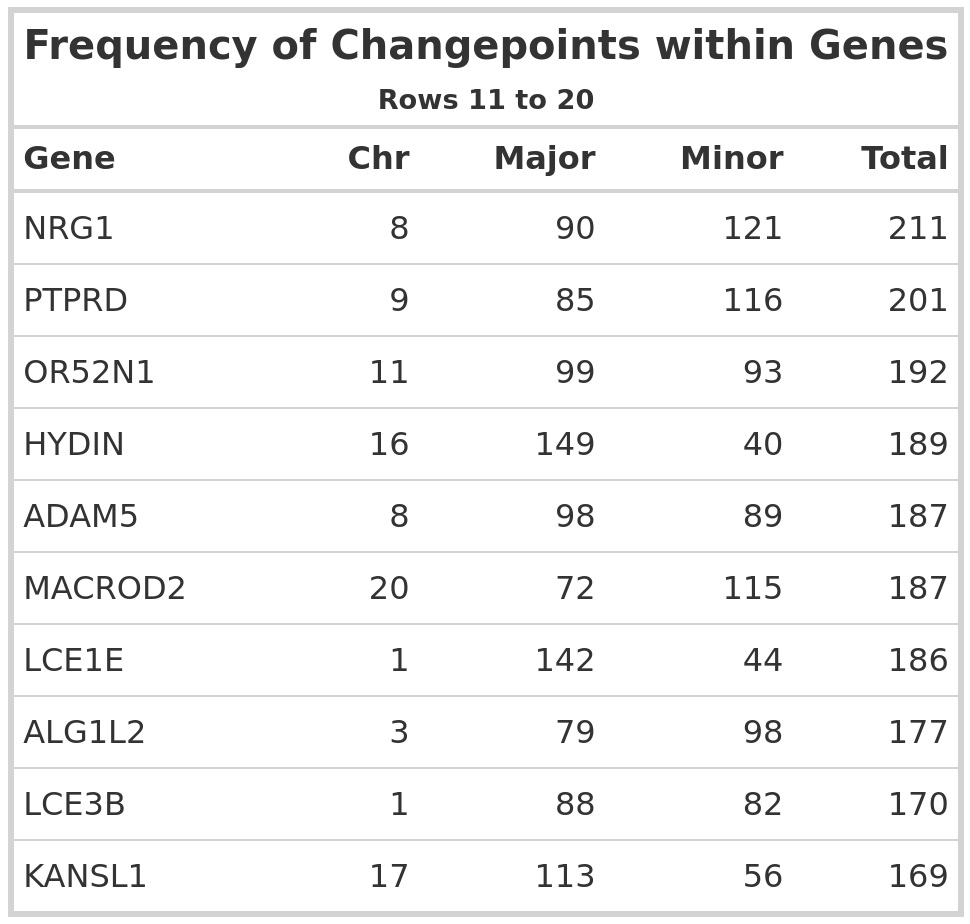 Frequency of Changepoints within Genes
Rows 11 to 20
Gene Chr Major Minor Total
NRG1 8 90 121 211
PTPRD 9 85 116 201
OR52N1 11 99 93 192
HYDIN 16 149 40 189
ADAM5 8 98 89 187
MACROD2 20 72 115 187
LCE1E 1 142 44 186
ALG1L2 3 79 98 177
LCE3B 1 88 82 170
KANSL1 17 113 56 169